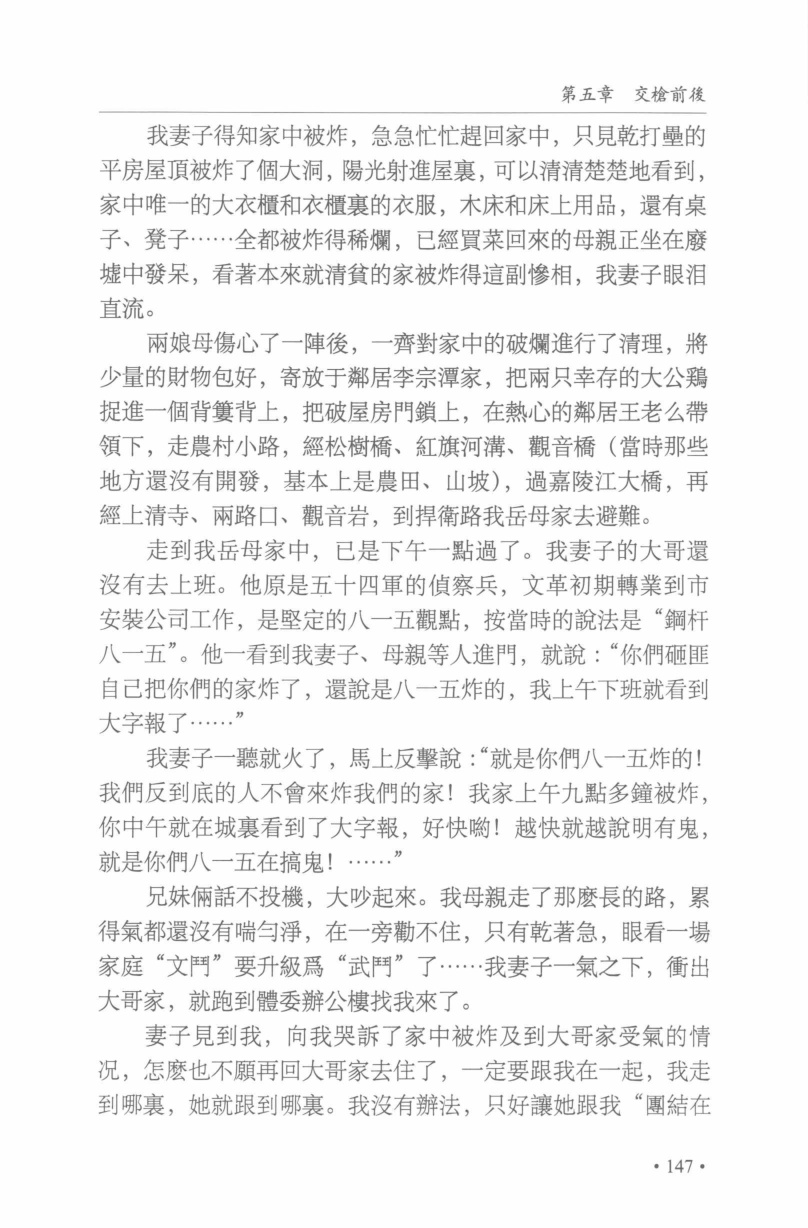 第五章　交槍前後
我妻子得知家中被炸，急急忙忙趕回家中，只見乾打壘的
平房屋頂被炸了個大洞，陽光射進屋裏，可以清清楚楚地看到，
家中唯一的大衣櫃和衣櫃裏的衣服，木床和床上用品，還有桌
子、凳子……全都被炸得稀爛，已經買菜回來的母親正坐在廢
墟中發呆，看著本來就清貧的家被炸得這副慘相，我妻子眼泪
直流。
兩娘母傷心了一陣後，一齊對家中的破爛進行了清理，將
少量的財物包好，寄放于鄰居李宗潭家，把兩只幸存的大公鷄
捉進一個背簍背上，把破屋房門鎖上，在熱心的鄰居王老么帶
領下，走農村小路，經松樹橋、紅旗河溝、觀音橋（當時那些
地方還沒有開發，基本上是農田、山坡），過嘉陵江大橋，再
經上清寺、兩路口、觀音岩，到捍衛路我岳母家去避難。
走到我岳母家中，已是下午一點過了。我妻子的大哥還
沒有去上班。他原是五十四軍的偵察兵，文革初期轉業到市
安裝公司工作，是堅定的八一五觀點，按當時的說法是“鋼杆
八一五”。他一看到我妻子、母親等人進門，就說：“你們砸匪
自己把你們的家炸了，還說是八一五炸的，我上午下班就看到
大字報了……”
我妻子一聽就火了，馬上反擊說：“就是你們八一五炸的！
我們反到底的人不會來炸我們的家！我家上午九點多鐘被炸，
你中午就在城裏看到了大字報，好快喲！越快就越說明有鬼，
就是你們八一五在搞鬼！……”
兄妹倆話不投機，大吵起來。我母親走了那麽長的路，累
得氣都還沒有喘勻淨，在一旁勸不住，只有乾著急，眼看一場
家庭“文鬥”要升級爲“武鬥”了……我妻子一氣之下，衝出
大哥家，就跑到體委辦公樓找我來了。
妻子見到我，向我哭訴了家中被炸及到大哥家受氣的情
況，怎麽也不願再回大哥家去住了，一定要跟我在一起，我走
到哪裏，她就跟到哪裏。我沒有辦法，只好讓她跟我“團結在
• 147 •